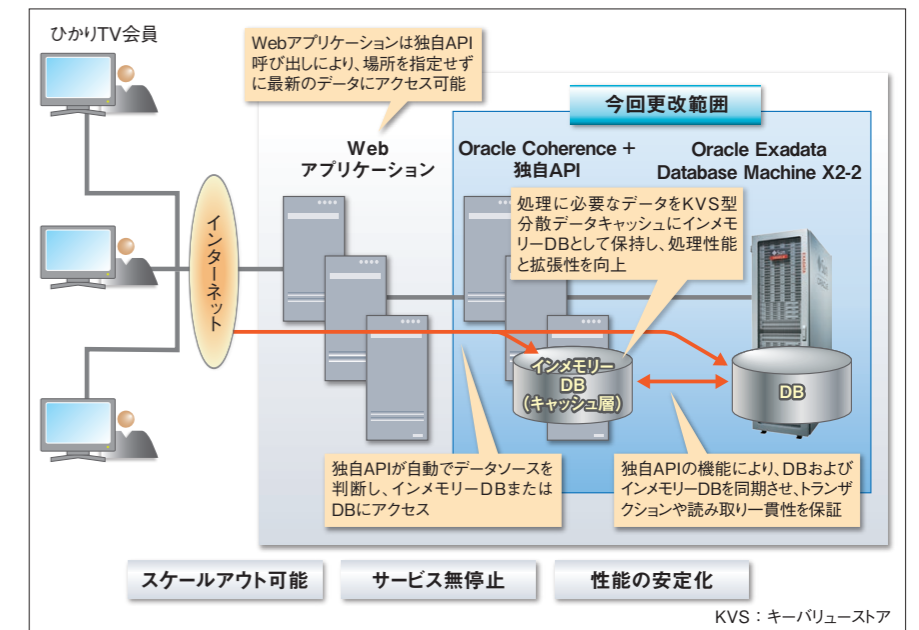 ひかりTV会員
Webアプリケーションは独自API
呼び出しにより、場所を指定せず
に最新のデータにアクセス可能
今回更改範囲
Web
アプリケーション
Oracle Coherence +
独自API
Oracle Exadata
Database Machine X2-2
処理に必要なデータをKVS型
分散データキャッシュにインメモ
リーDBとして保持し、処理性能
と拡張性を向上
インターネット
インメモリー
DB
(キャッシュ層)
DB
独自APIが自動でデータソースを
判断し、インメモリーDBまたは
DBにアクセス
独自APIの機能により、DBおよび
インメモリーDBを同期させ、トランザ
クションや読み取り一貫性を保証
スケールアウト可能
サービス無停止
性能の安定化
KVS：キーバリューストア